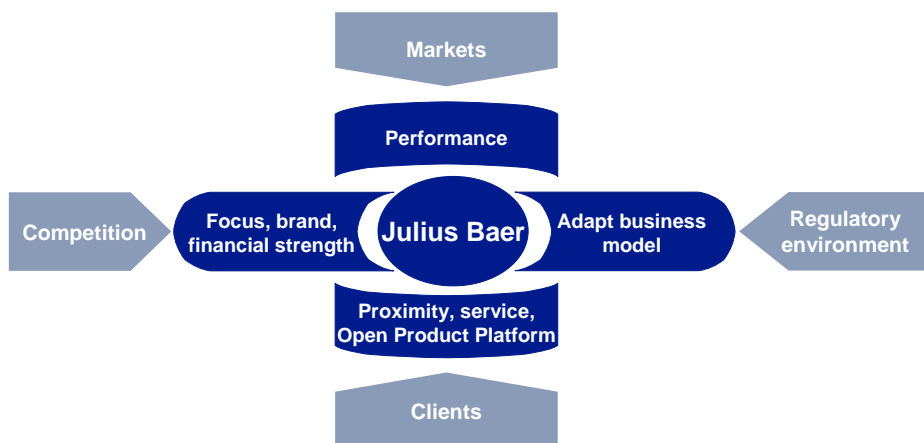 Markets
Performance
Competition
Focus, brand,
financial strength
Julius Baer
Adapt business
model
Regulatory
environment
Proximity, service,
Open Product Platform
Clients